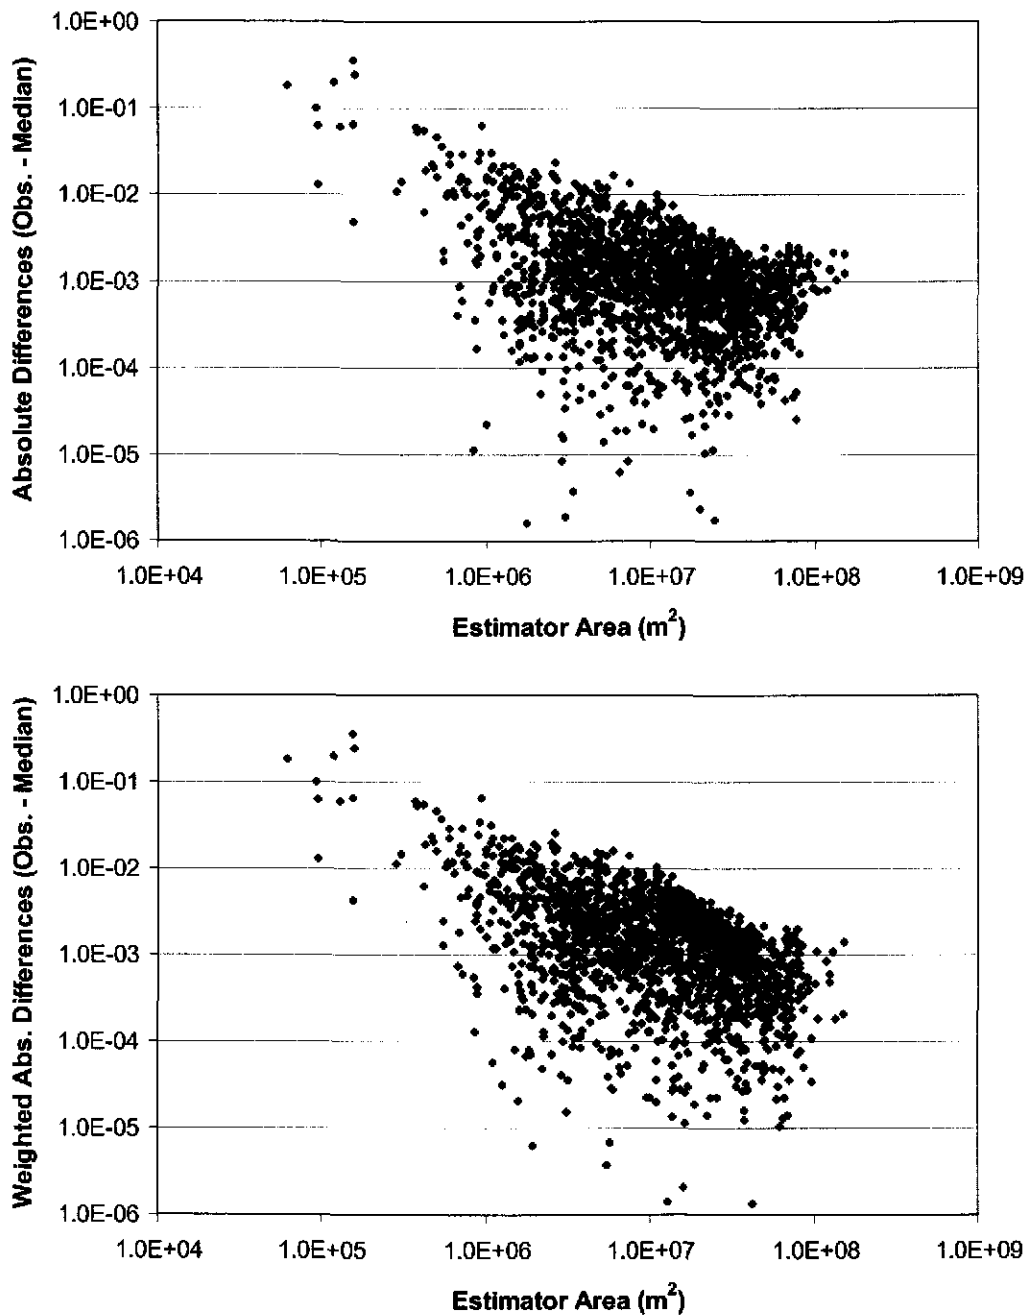 Absolute Differences (Obs. - Median)
1.0E+00
1.0E-01
1.0E-02
1.0E-03
1.0E-04
1.0E-05
1.0E-06
1.0E+04 1.0E+05 1.0E+06 1.0E+07 1.0E+08 1.0E+09
Estimator Area (m²)
Weighted Abs. Differences (Obs. - Median)
1.0E+00
1.0E-01
1.0E-02
1.0E-03
1.0E-04
1.0E-05
1.0E-06
1.0E+04 1.0E+05 1.0E+06 1.0E+07 1.0E+08 1.0E+09
Estimator Area (m²)